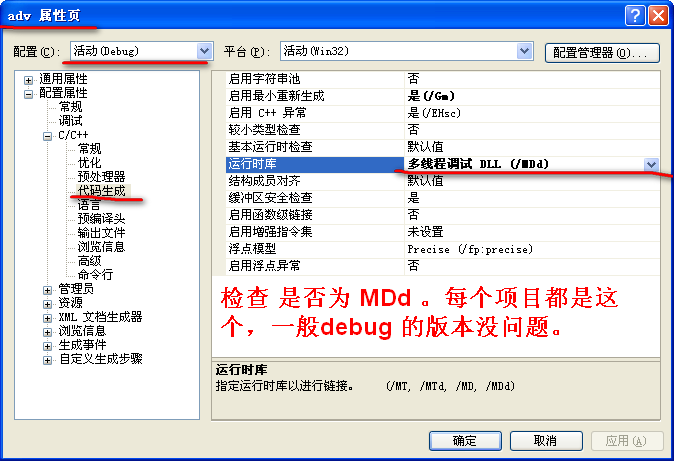 adv 属性页
配置(C): 活动(Debug) 平台(P): 活动(Win32) 配置管理器(O)...
通用属性
配置属性
常规
调试
C/C++
常规
优化
预处理器
代码生成
语言
预编译头
输出文件
浏览信息
高级
命令行
管理员
资源
XML 文档生成器
浏览信息
生成事件
自定义生成步骤
启用字符串池 否
启用最小重新生成 是(/Gm)
启用 C++ 异常 是(/EHsc)
较小类型检查 否
基本运行时检查 默认值
运行时库 多线程调试 DLL (/MDd)
结构成员对齐 默认值
缓冲区安全检查 是
启用函数级链接 否
启用增强指令集 未设置
浮点模型 Precise (/fp:precise)
启用浮点异常 否
检查 是否为 MDd 。每个项目都是这
个，一般debug 的版本没问题。
运行时库
指定运行时库以进行链接。 (/MT, /MTd, /MD, /MDd)
确定 取消 应用(A)